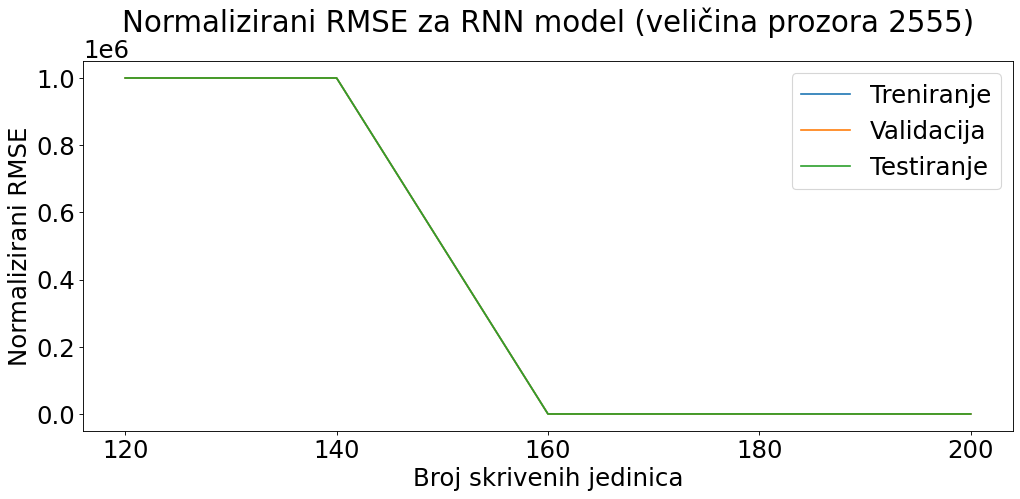 Normalizirani RMSE za RNN model (veličina prozora 2555)
1e6
1.0
0.8
0.6
0.4
0.2
0.0
Normalizirani RMSE
Treniranje
Validacija
Testiranje
120 140 160 180 200
Broj skrivenih jedinica